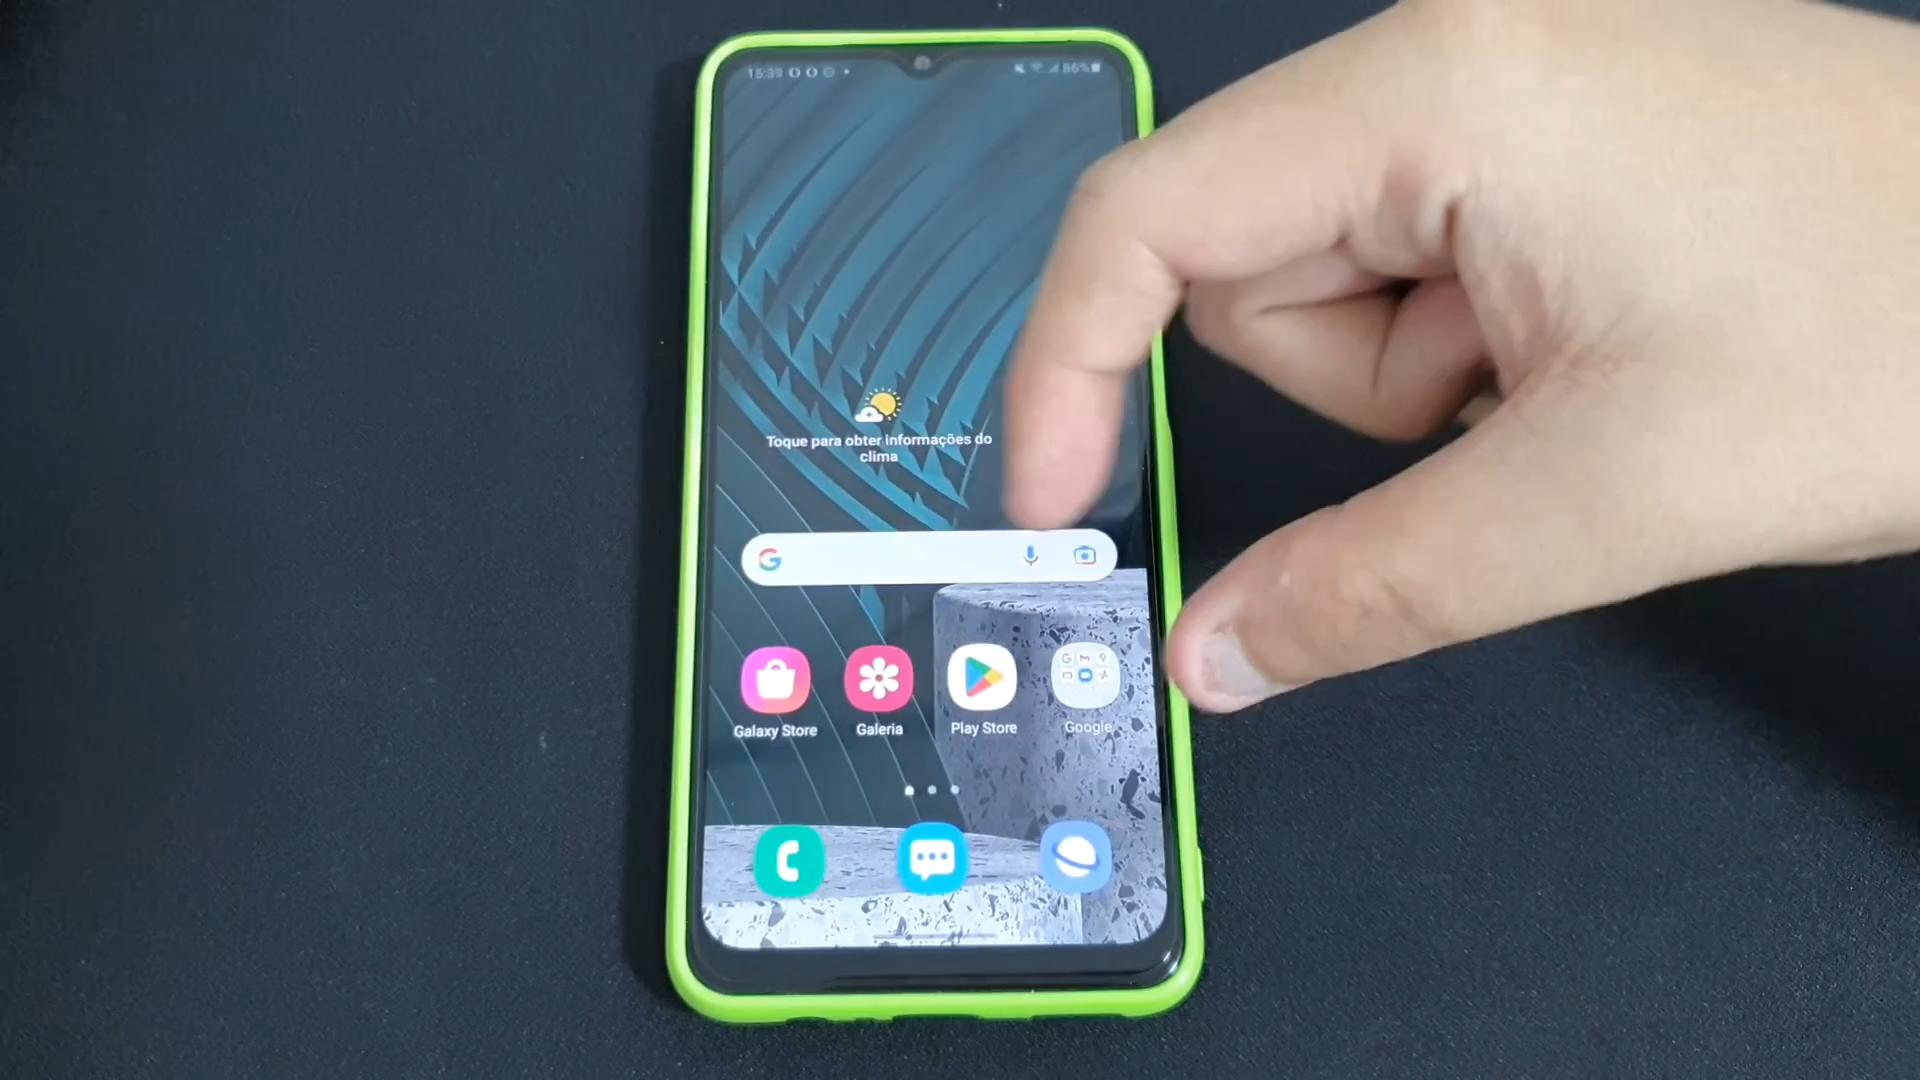 15:39
86%
Toque para obter informações do
clima
G
Galaxy Store
Galeria
Play Store
Google